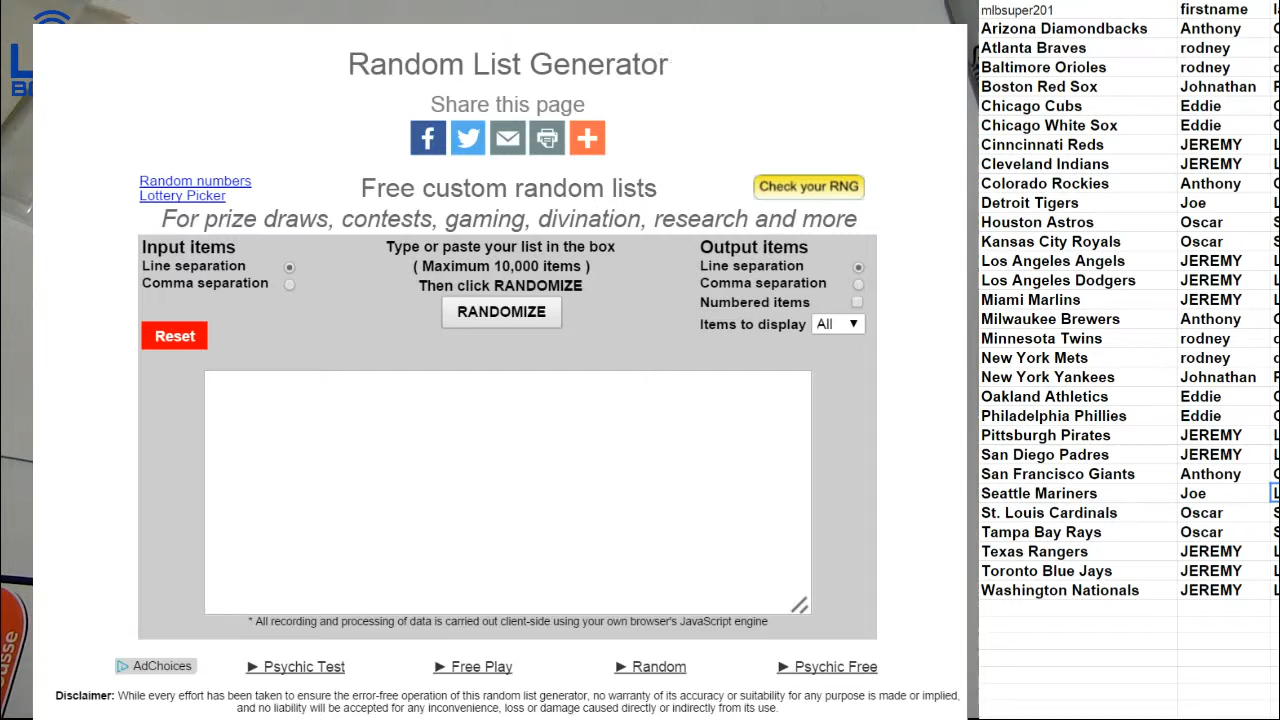 Random List Generator
Share this page
Random numbers
Lottery Picker
Free custom random lists
Check your RNG
For prize draws, contests, gaming, divination, research and more
Input items
Line separation
Comma separation
Reset
Type or paste your list in the box
( Maximum 10,000 items )
Then click RANDOMIZE
RANDOMIZE
Output items
Line separation
Comma separation
Numbered items
Items to display All
* All recording and processing of data is carried out client-side using your own browser's JavaScript engine
AdChoices
► Psychic Test
► Free Play
► Random
► Psychic Free
Disclaimer: While every effort has been taken to ensure the error-free operation of this random list generator, no warranty of its accuracy or suitability for any purpose is made or implied,
and no liability will be accepted for any inconvenience, loss or damage caused directly or indirectly from its use.
mlbsuper201 firstname
Arizona Diamondbacks Anthony
Atlanta Braves rodney
Baltimore Orioles rodney
Boston Red Sox Johnathan
Chicago Cubs Eddie
Chicago White Sox Eddie
Cinncincnati Reds JEREMY
Cleveland Indians JEREMY
Colorado Rockies Anthony
Detroit Tigers Joe
Houston Astros Oscar
Kansas City Royals Oscar
Los Angeles Angels JEREMY
Los Angeles Dodgers JEREMY
Miami Marlins JEREMY
Milwaukee Brewers Anthony
Minnesota Twins rodney
New York Mets rodney
New York Yankees Johnathan
Oakland Athletics Eddie
Philadelphia Phillies Eddie
Pittsburgh Pirates JEREMY
San Diego Padres JEREMY
San Francisco Giants Anthony
Seattle Mariners Joe
St. Louis Cardinals Oscar
Tampa Bay Rays Oscar
Texas Rangers JEREMY
Toronto Blue Jays JEREMY
Washington Nationals JEREMY